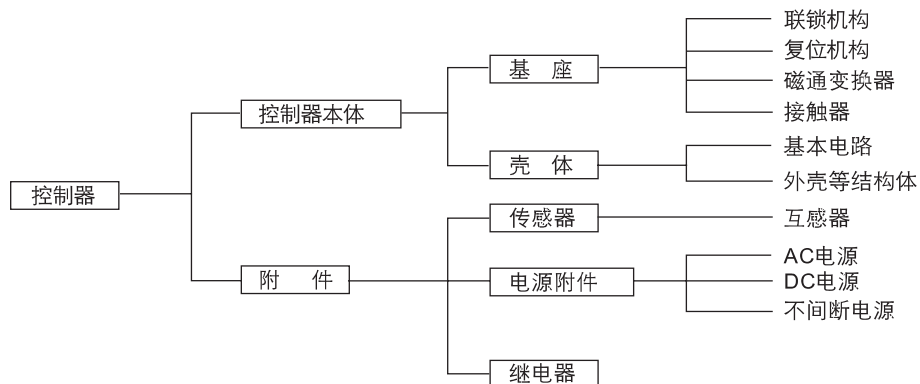 控制器
控制器本体
附 件
基 座
壳 体
传感器
电源附件
继电器
联锁机构
复位机构
磁通变换器
接触器
基本电路
外壳等结构体
互感器
AC电源
DC电源
不间断电源